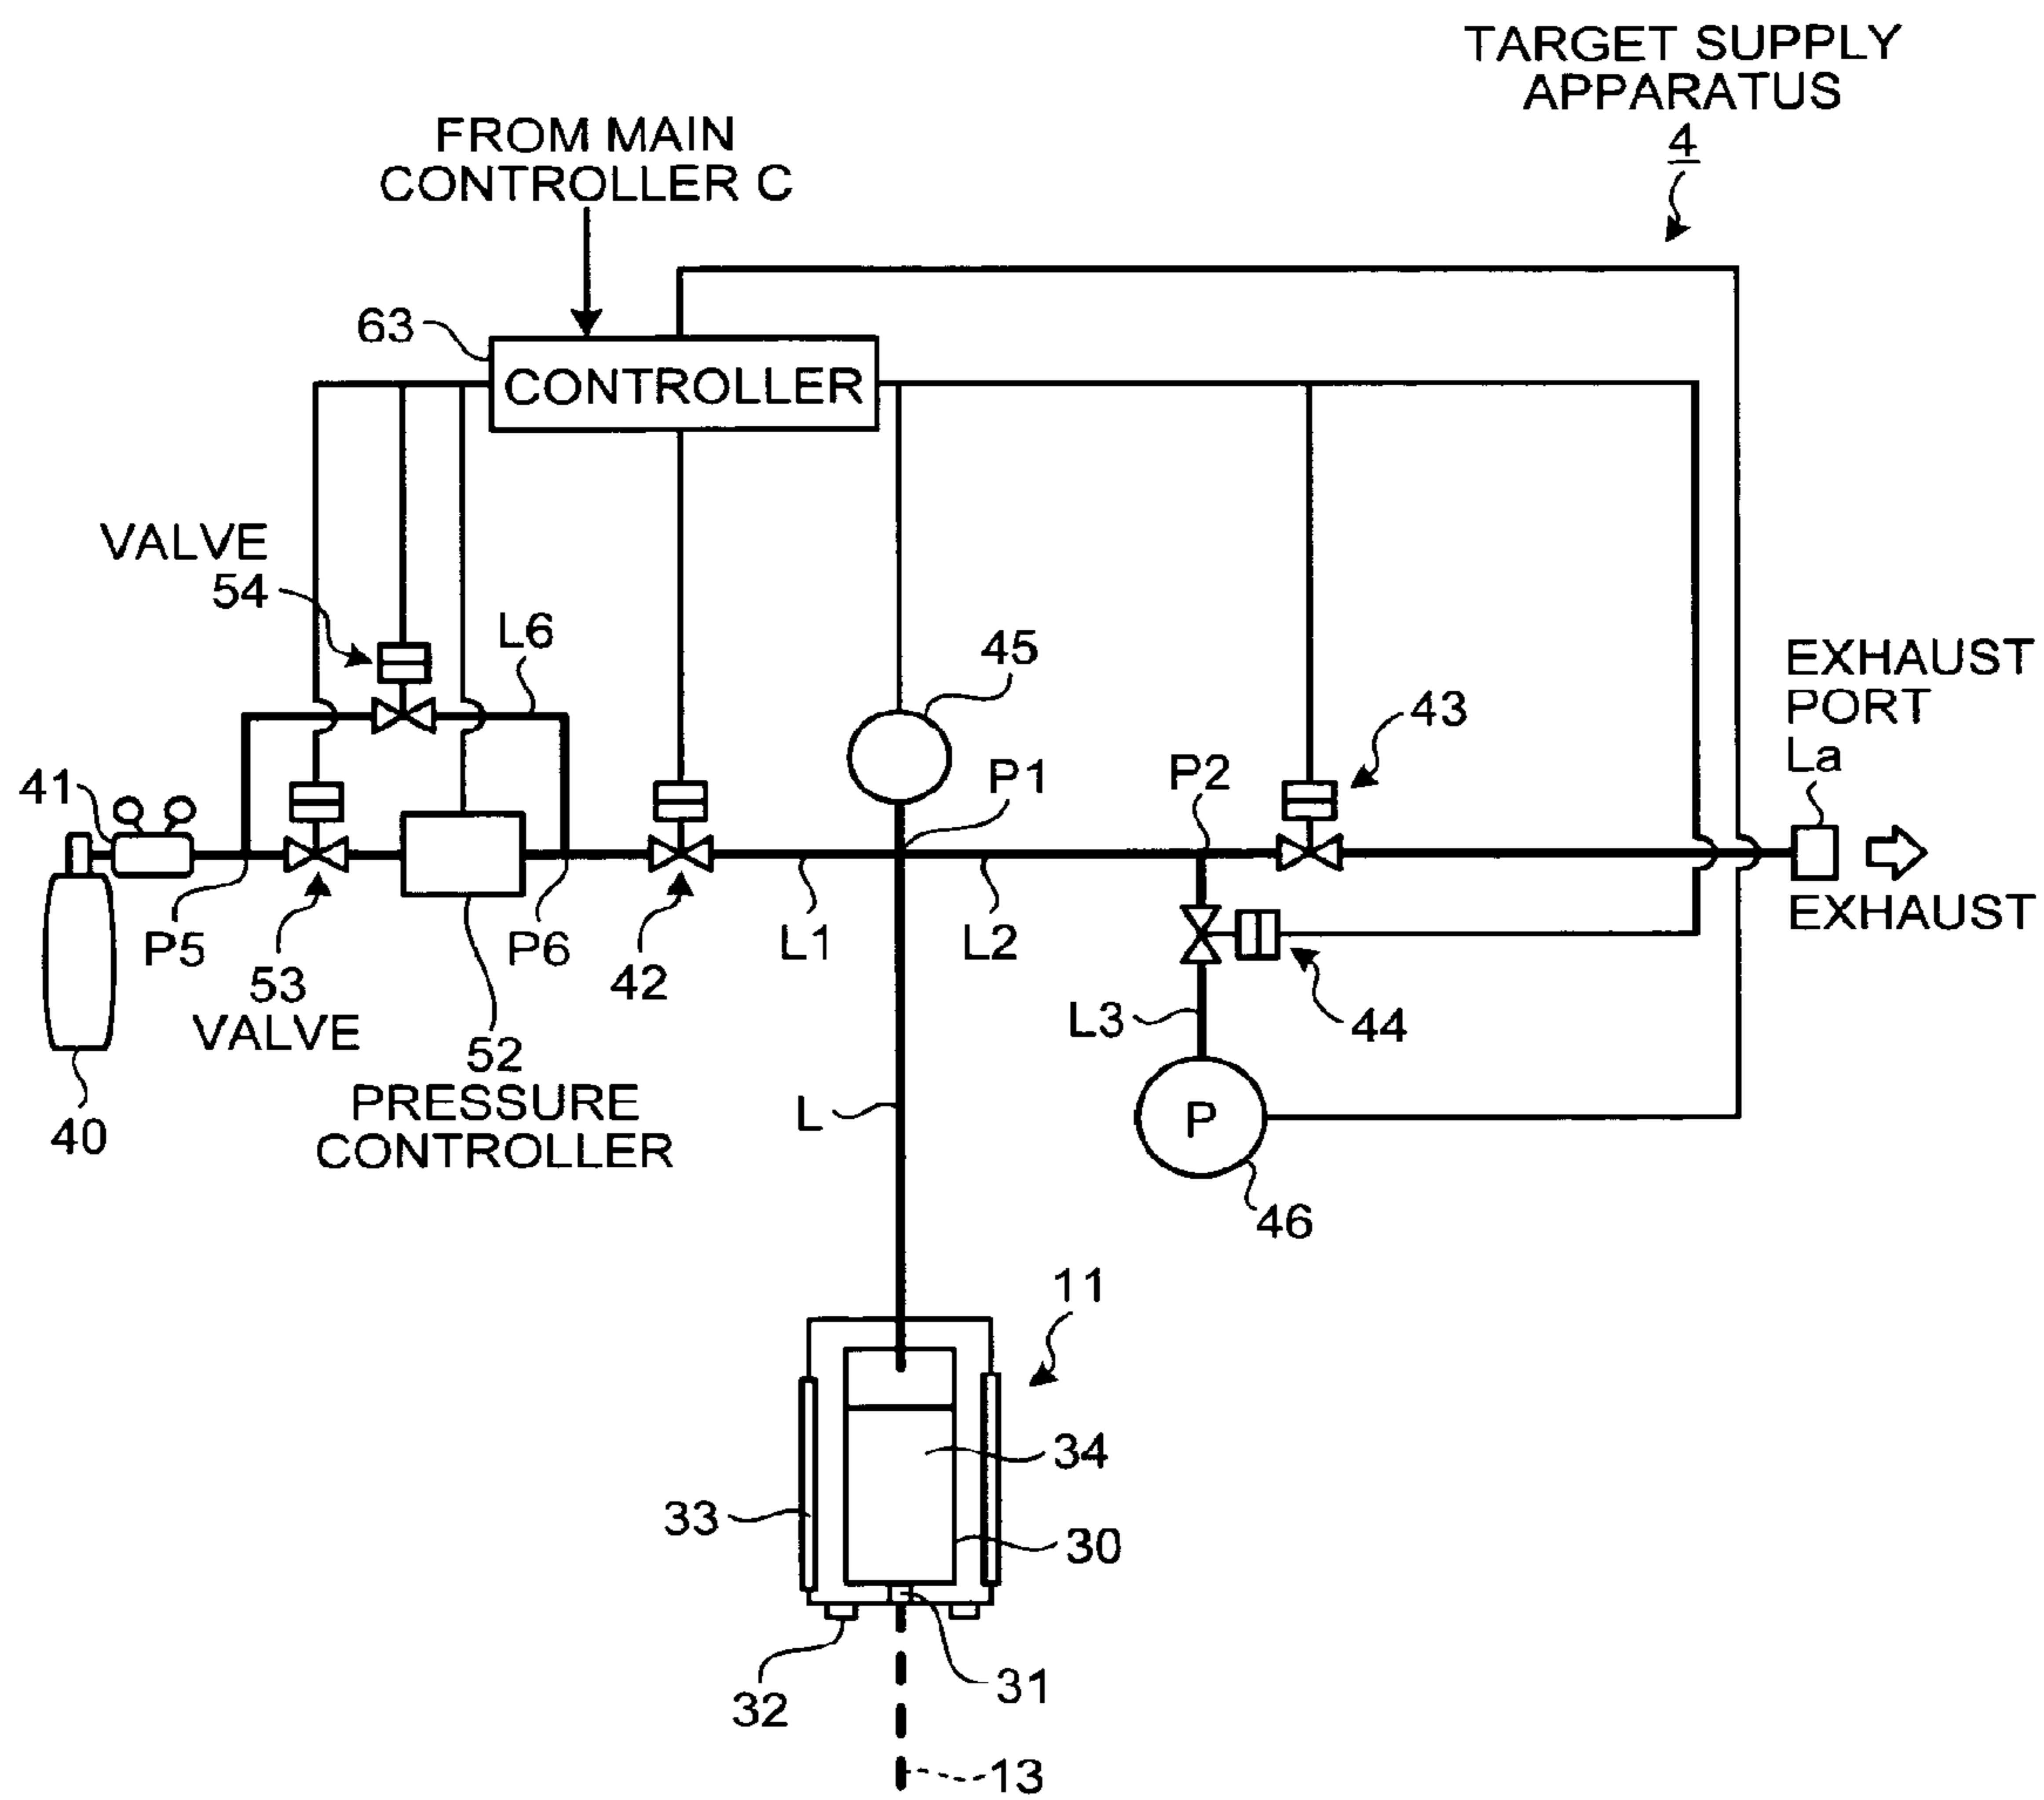 TARGET SUPPLY
APPARATUS
4
FROM MAIN
CONTROLLER C
63
CONTROLLER
VALVE
54
L6
45
43
EXHAUST
PORT
La
41
P1
P2
P5
53
VALVE
P6
42
L1
L2
EXHAUST
52
PRESSURE
CONTROLLER
L3
44
40
L
P
46
11
34
33
30
31
32
13